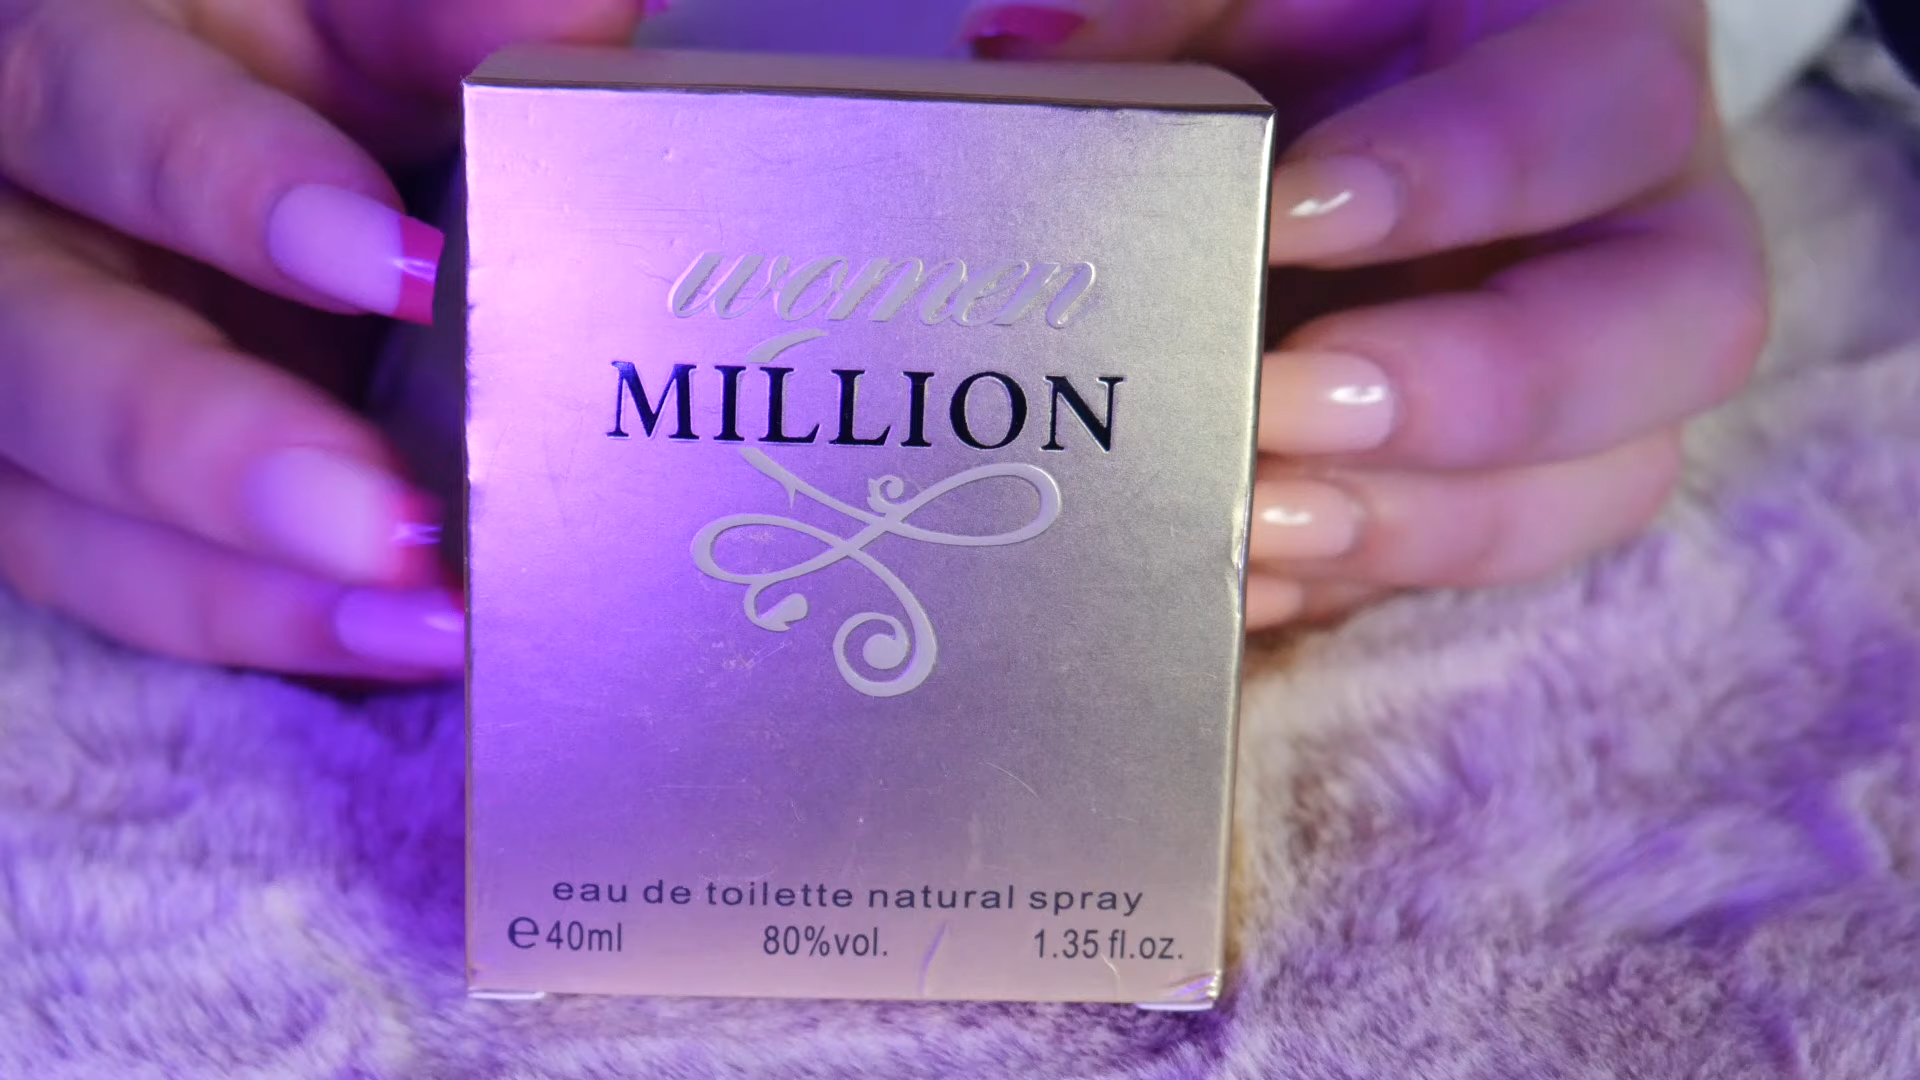 women
MILLION
eau de toilette natural spray
℮40ml 80%vol. 1.35 fl.oz.